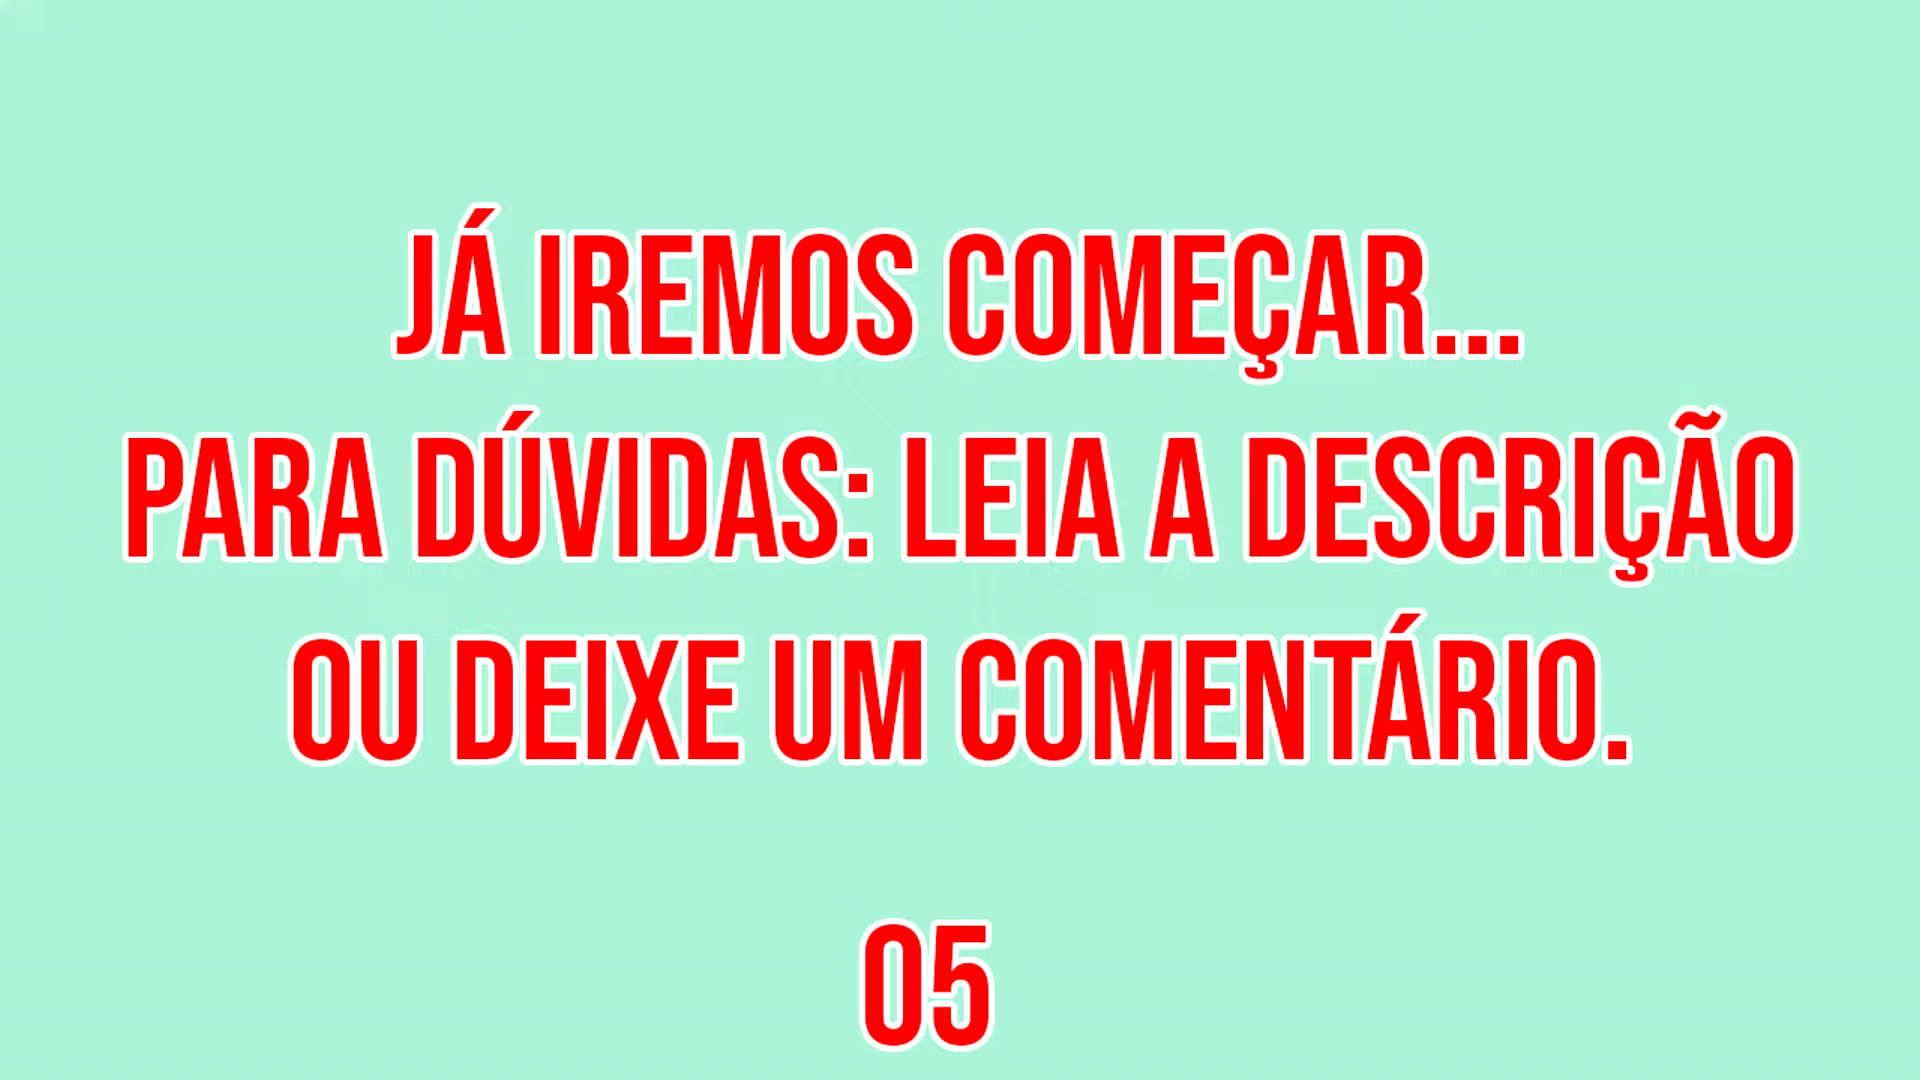 JÁ IREMOS COMEÇAR...
PARA DÚVIDAS: LEIA A DESCRIÇÃO
OU DEIXE UM COMENTÁRIO.
05